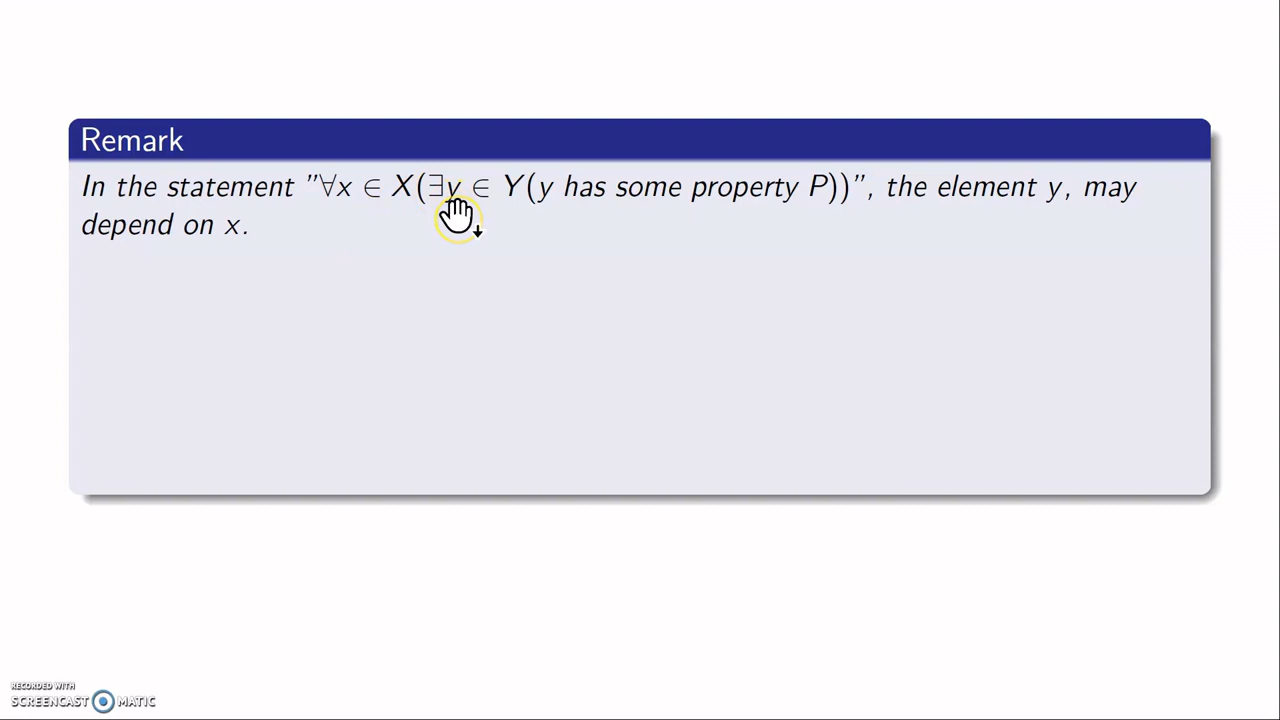 Remark
In the statement "∀x ∈ X(∃y ∈ Y(y has some property P))", the element y, may
depend on x.
RECORDED WITH
SCREENCAST MATIC